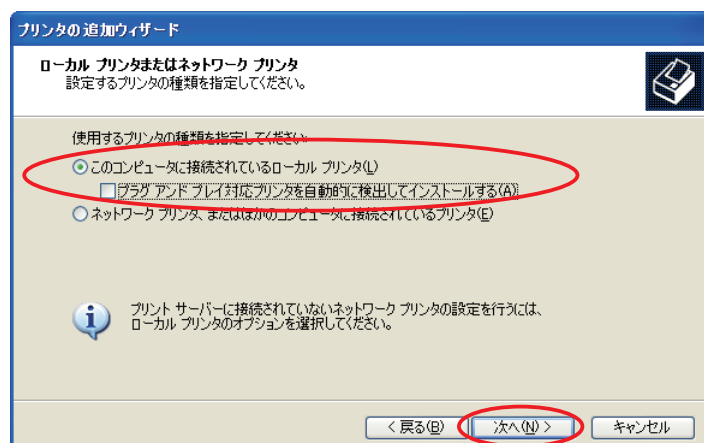 プリンタの追加ウィザード
ローカル プリンタまたはネットワーク プリンタ
設定するプリンタの種類を指定してください。
使用するプリンタの種類を指定してください:
このコンピュータに接続されているローカル プリンタ(L)
プラグ アンド プレイ対応プリンタを自動的に検出してインストールする(A)
ネットワーク プリンタ、またはほかのコンピュータに接続されているプリンタ(E)
プリント サーバーに接続されていないネットワーク プリンタの設定を行うには、
ローカル プリンタのオプションを選択してください。
< 戻る(B) 次へ(N) > キャンセル